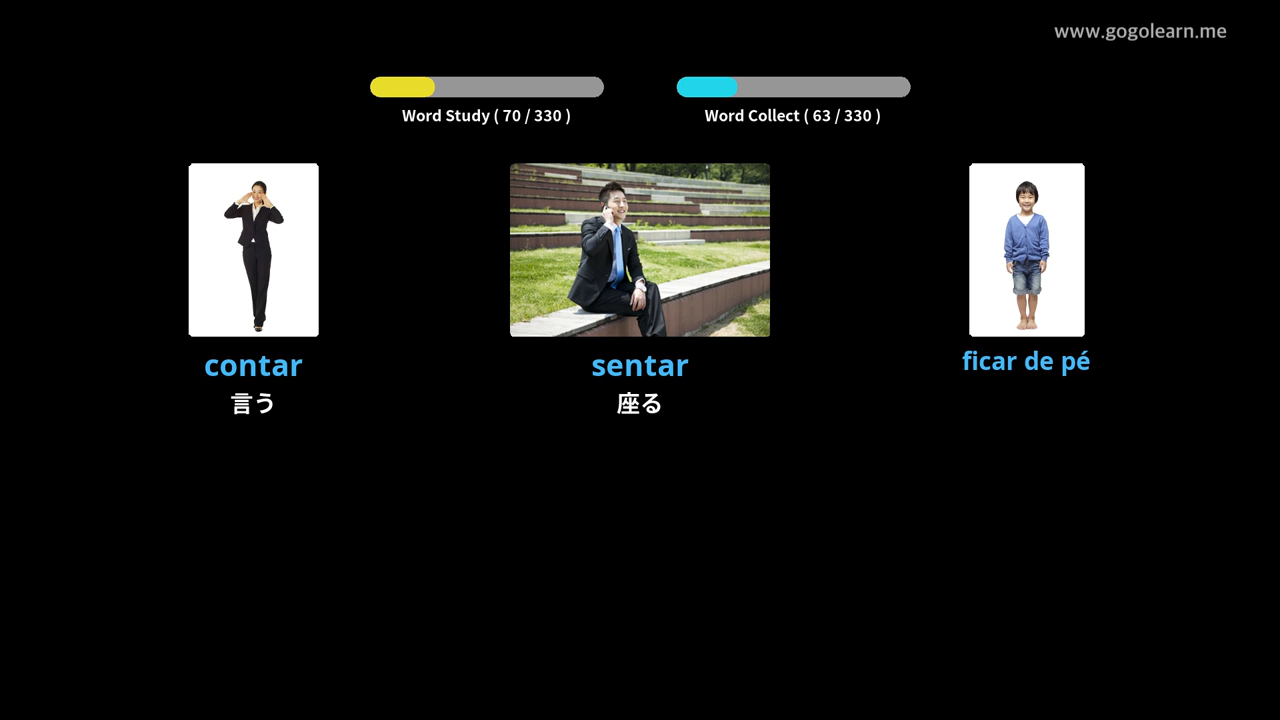 www.gogolearn.me
Word Study ( 70 / 330 )
Word Collect ( 63 / 330 )
contar
言う
sentar
座る
ficar de pé